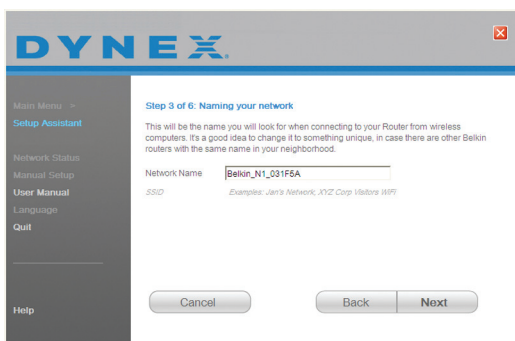 DYNEX
Main Menu >
Setup Assistant
Network Status
Manual Setup
User Manual
Language
Quit
Help
Step 3 of 6: Naming your network
This will be the name you will look for when connecting to your Router from wireless
computers. It's a good idea to change it to something unique, in case there are other Belkin
routers with the same name in your neighborhood.
Network Name Belkin_N1_031F6A
SSID Examples: Jan's Network; XYZ Corp Visitors WiFi
Cancel Back Next